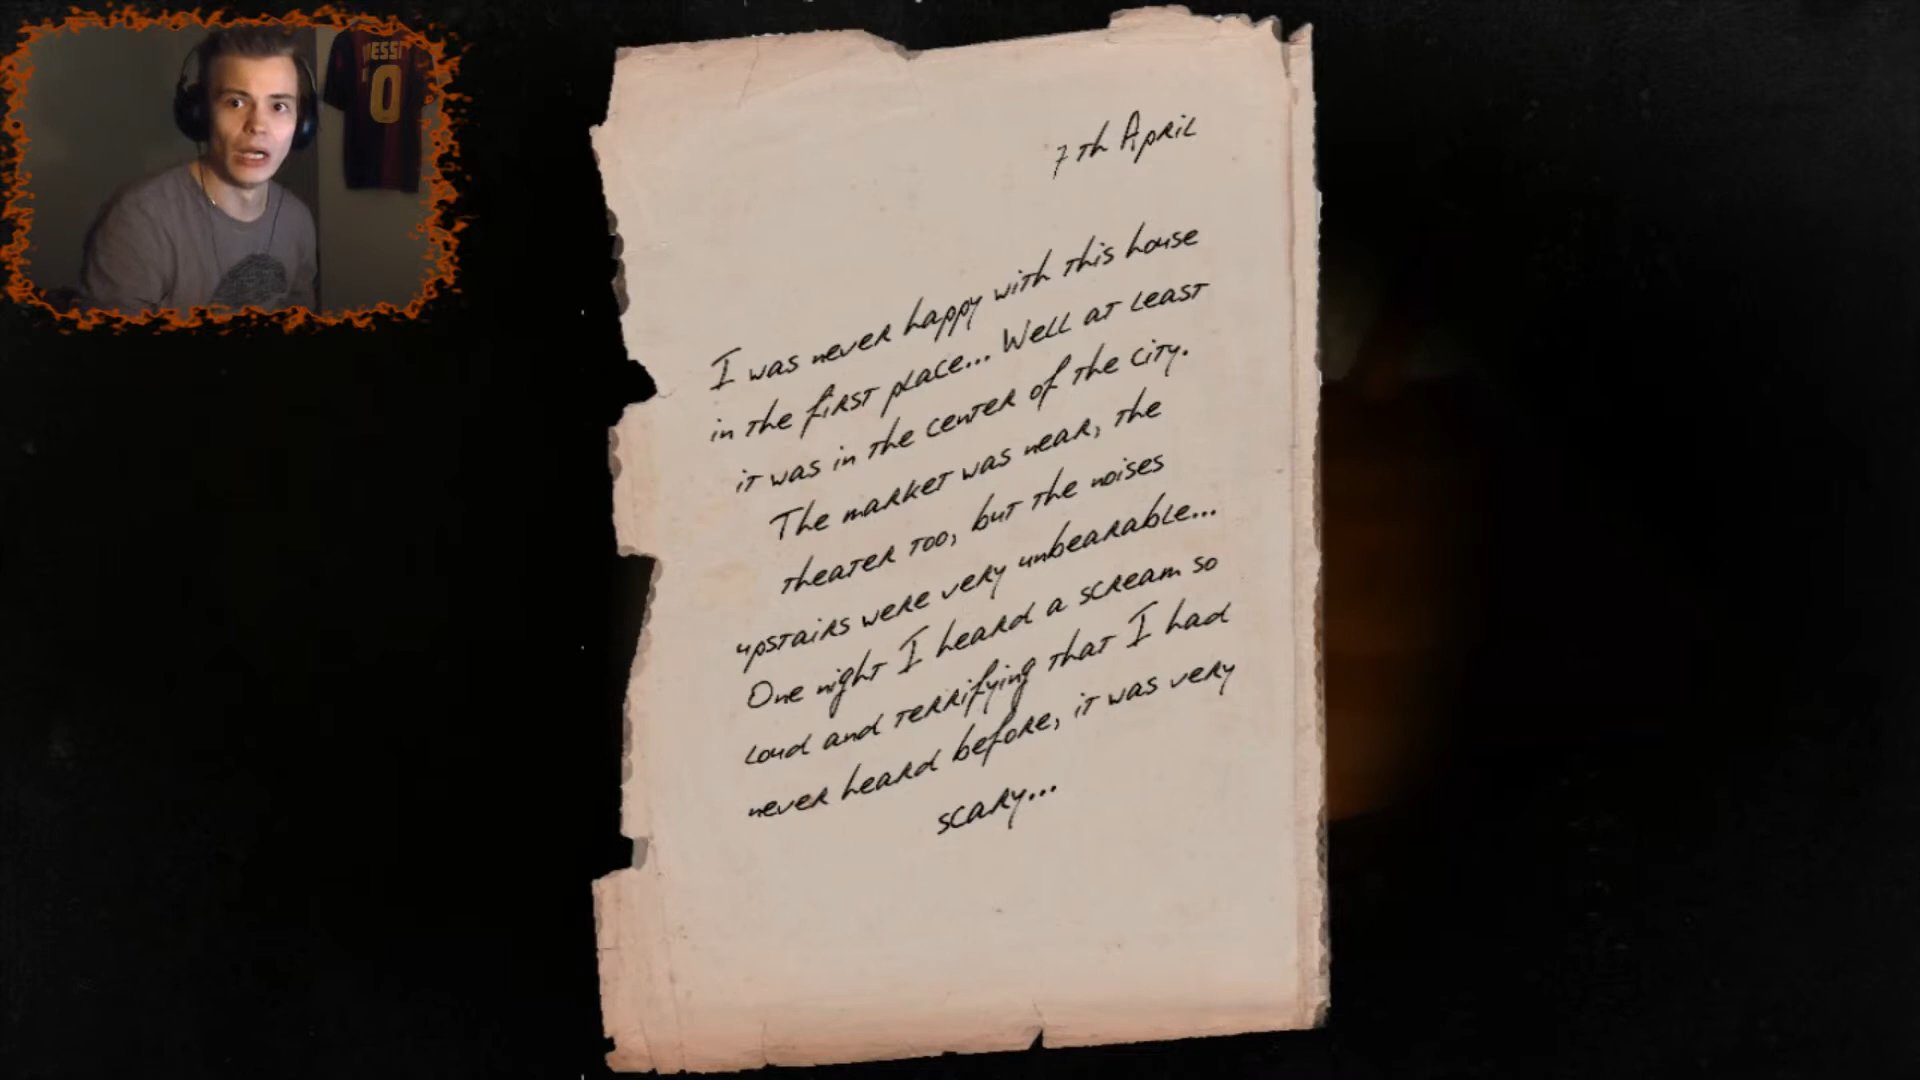 MESSI
10
7th April
I was never happy with this house
in the first place... Well at least
it was in the center of the city.
The market was near, the
theater too, but the noises
upstairs were very unbearable...
One night I heard a scream so
loud and terrifying that I had
never heard before, it was very
scary...